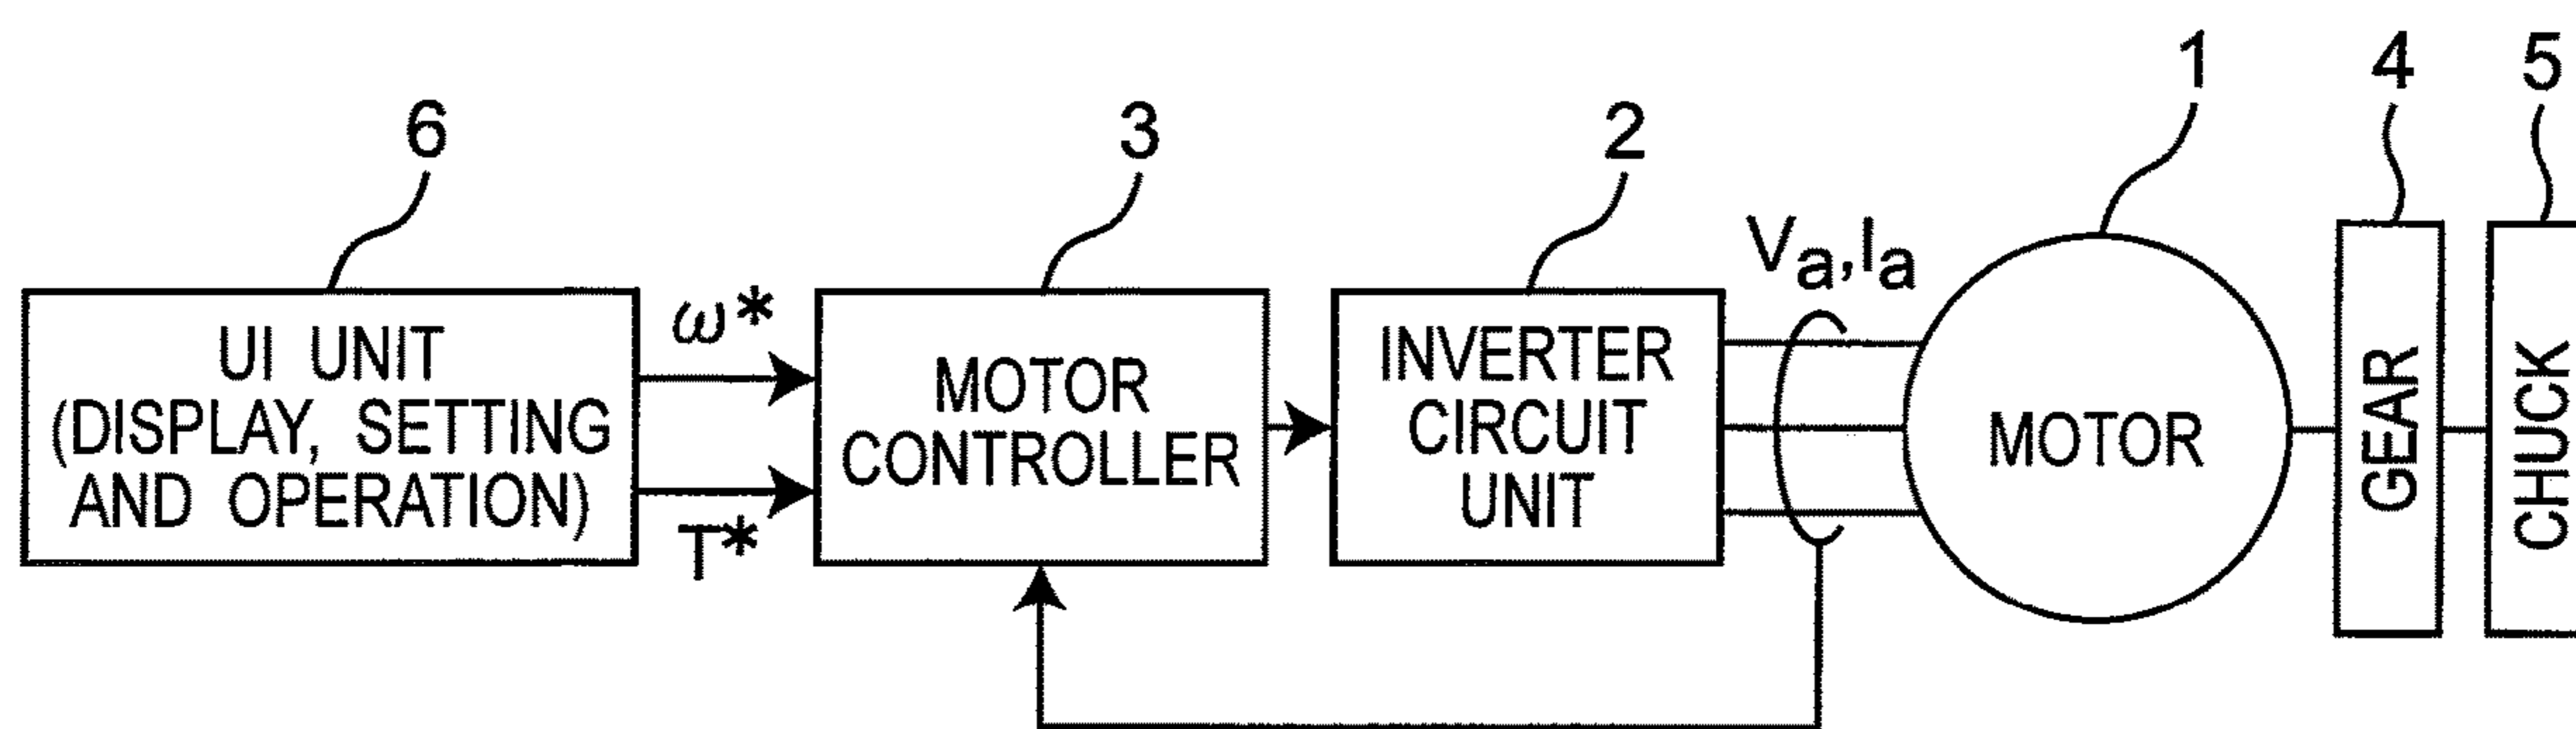 1
4
5
6
3
2
Va,Ia
ω*
UI UNIT
(DISPLAY, SETTING
AND OPERATION)
T*
MOTOR
CONTROLLER
INVERTER
CIRCUIT
UNIT
MOTOR
GEAR
CHUCK